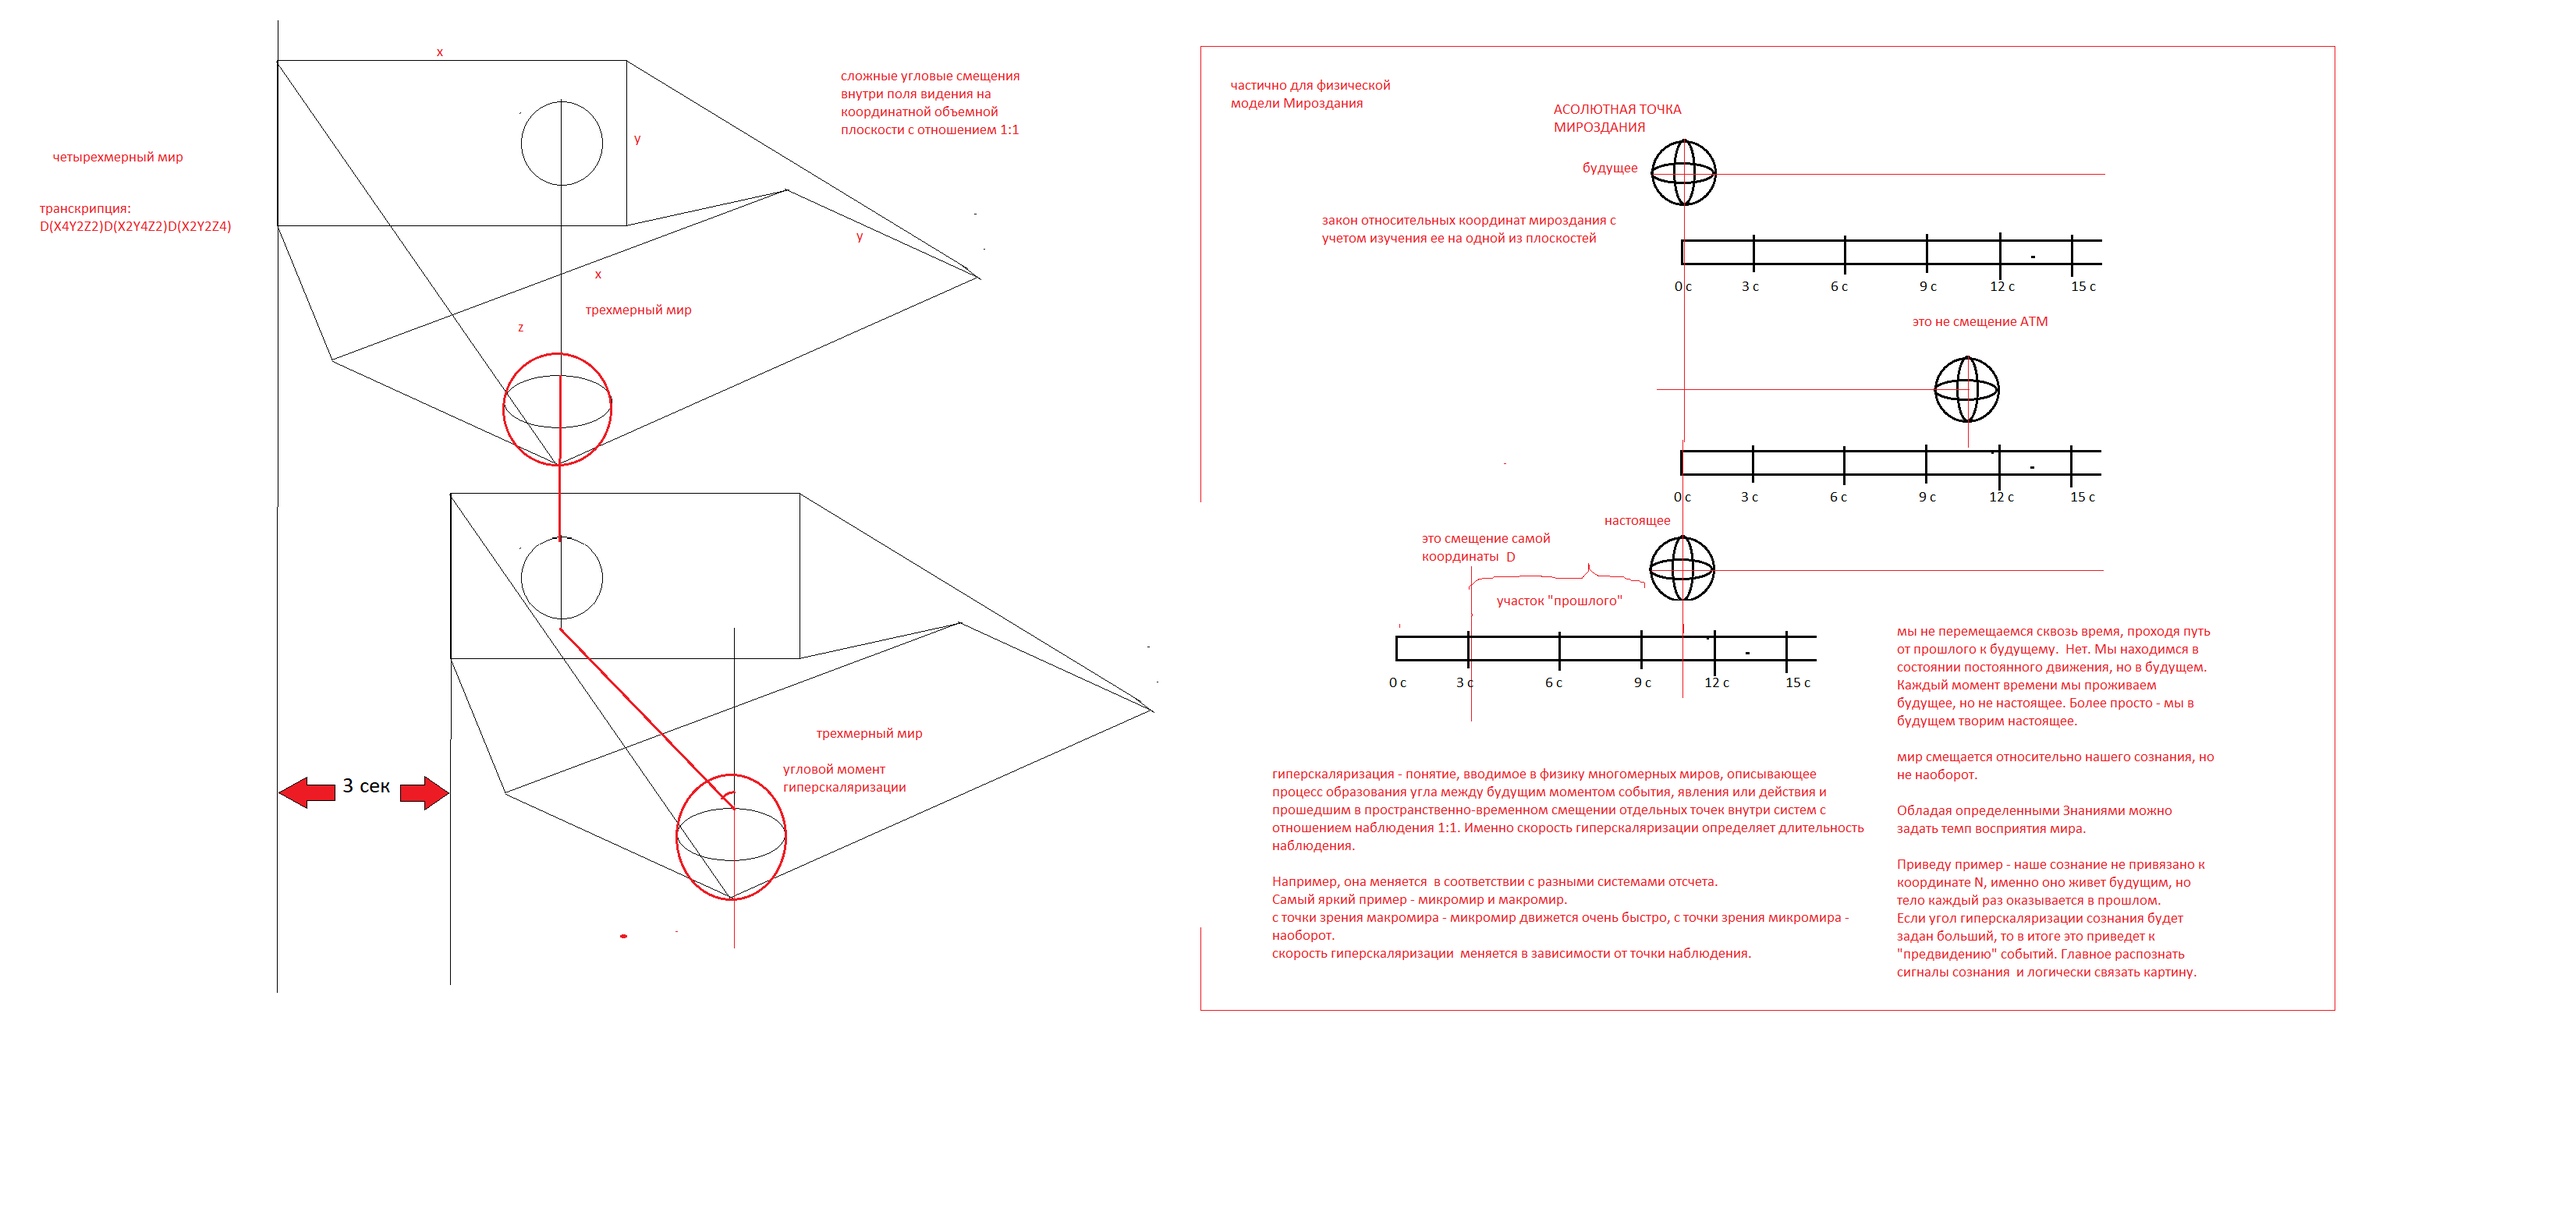 x
сложные угловые смещения
внутри поля видения на
координатной объемной
плоскости с отношением 1:1
y
четырехмерный мир
транскрипция:
D(X4Y2Z2)D(X2Y4Z2)D(X2Y2Z4)
y
x
трехмерный мир
z
трехмерный мир
угловой момент
гиперскаляризации
3 сек
частично для физической
модели Мироздания
АСОЛЮТНАЯ ТОЧКА
МИРОЗДАНИЯ
будущее
закон относительных координат мироздания с
учетом изучения ее на одной из плоскостей
0 с 3 с 6 с 9 с 12 с 15 с
это не смещение АТМ
0 с 3 с 6 с 9 с 12 с 15 с
настоящее
это смещение самой
координаты D
участок "прошлого"
0 с 3 с 6 с 9 с 12 с 15 с
гиперскаляризация - понятие, вводимое в физику многомерных миров, описывающее
процесс образования угла между будущим моментом события, явления или действия и
прошедшим в пространственно-временном смещении отдельных точек внутри систем с
отношением наблюдения 1:1. Именно скорость гиперскаляризации определяет длительность
наблюдения.
Например, она меняется  в соответствии с разными системами отсчета.
Самый яркий пример - микромир и макромир.
с точки зрения макромира - микромир движется очень быстро, с точки зрения микромира -
наоборот.
скорость гиперскаляризации  меняется в зависимости от точки наблюдения.
мы не перемещаемся сквозь время, проходя путь
от прошлого к будущему.  Нет. Мы находимся в
состоянии постоянного движения, но в будущем.
Каждый момент времени мы проживаем
будущее, но не настоящее. Более просто - мы в
будущем творим настоящее.
мир смещается относительно нашего сознания, но
не наоборот.
Обладая определенными Знаниями можно
задать темп восприятия мира.
Приведу пример - наше сознание не привязано к
координате N, именно оно живет будущим, но
тело каждый раз оказывается в прошлом.
Если угол гиперскаляризации сознания будет
задан больший, то в итоге это приведет к
"предвидению" событий. Главное распознать
сигналы сознания  и логически связать картину.